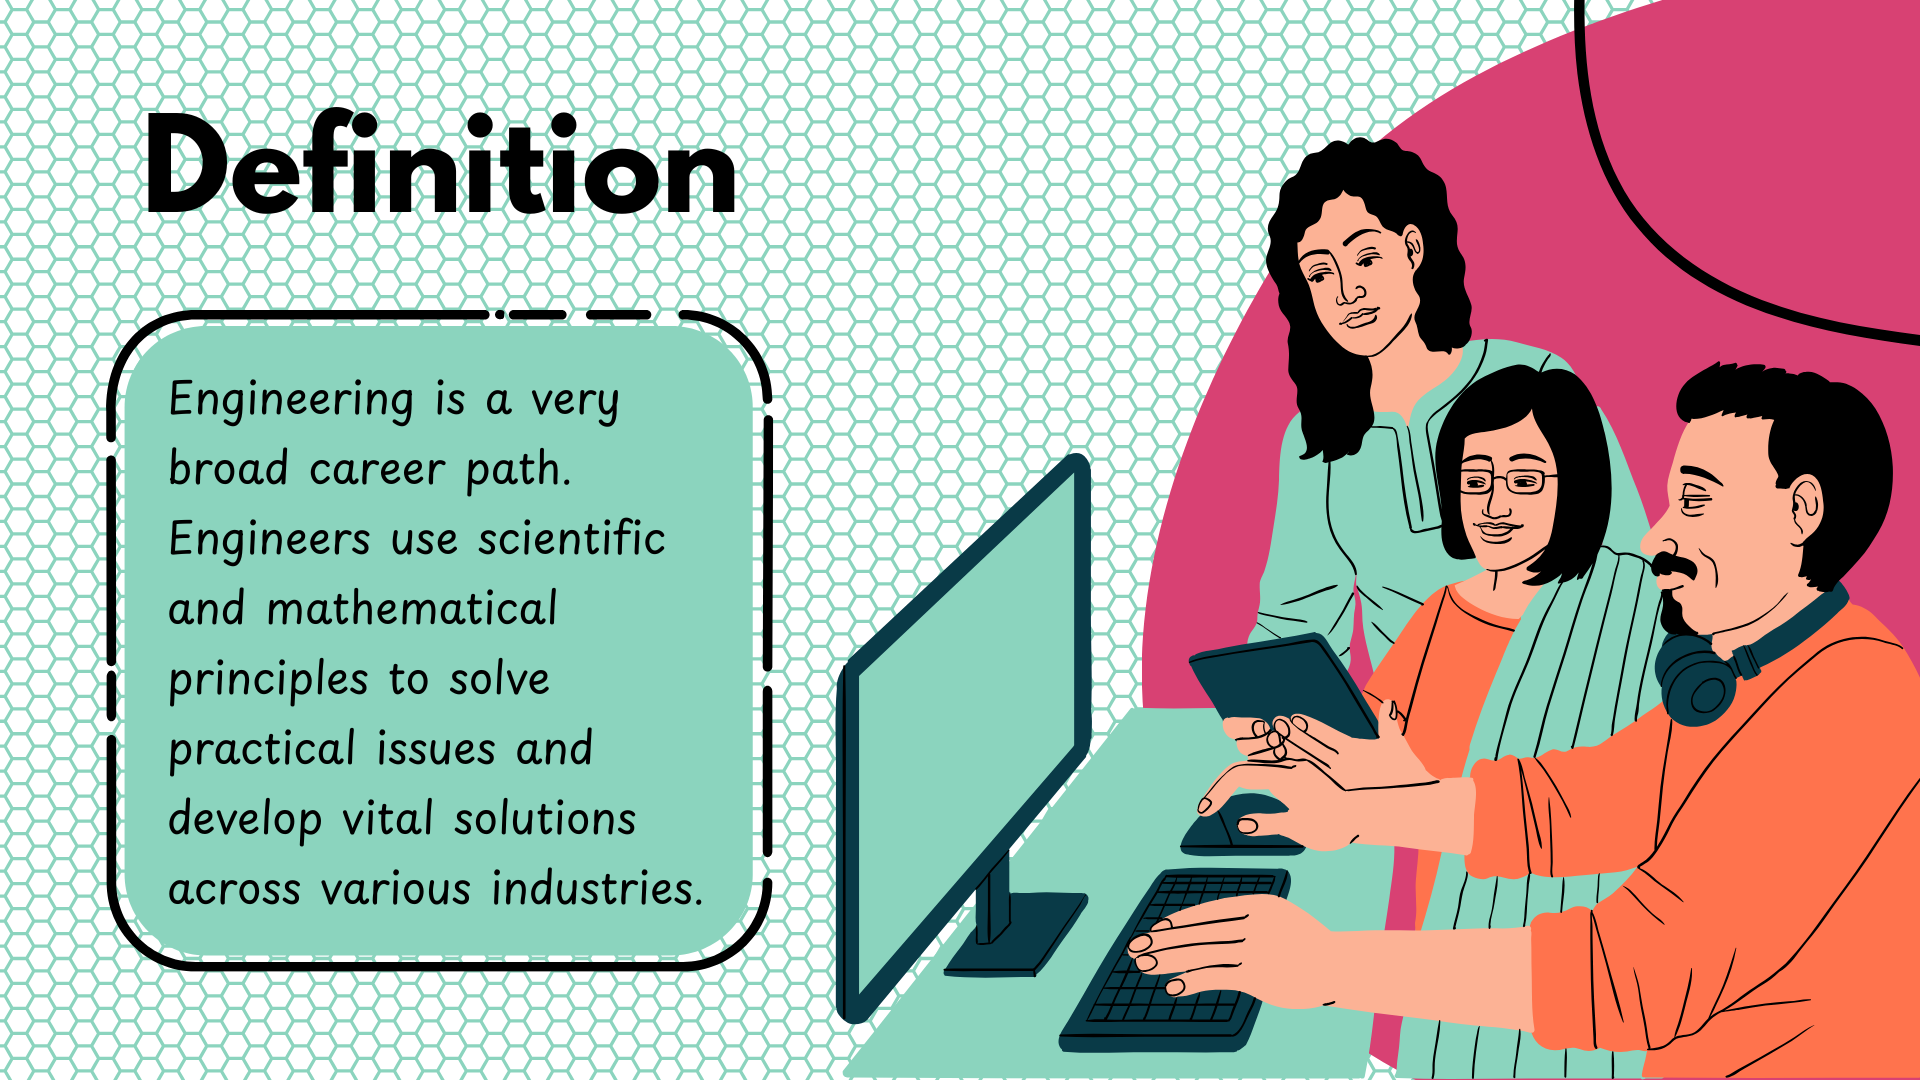 Definition
Engineering is a very
broad career path.
Engineers use scientific
and mathematical
principles to solve
practical issues and
develop vital solutions
across various industries.